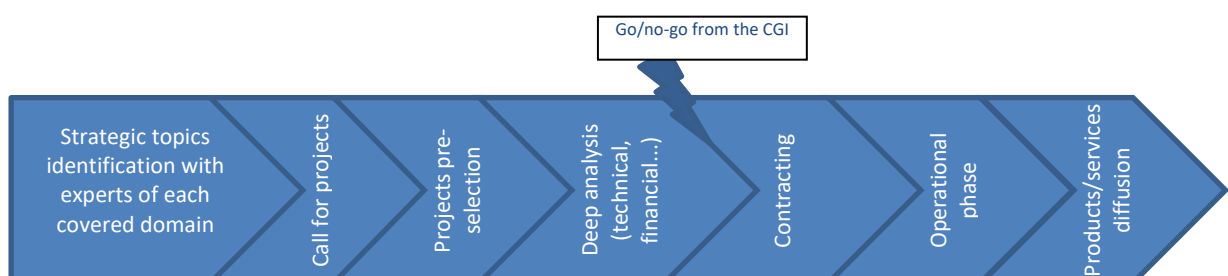 Go/no-go from the CGI
Strategic topics
identification with
experts of each
covered domain
Call for projects
Projects pre-
selection
Deep analysis
(technical,
financial...)
Contracting
Operational
phase
Products/services
diffusion